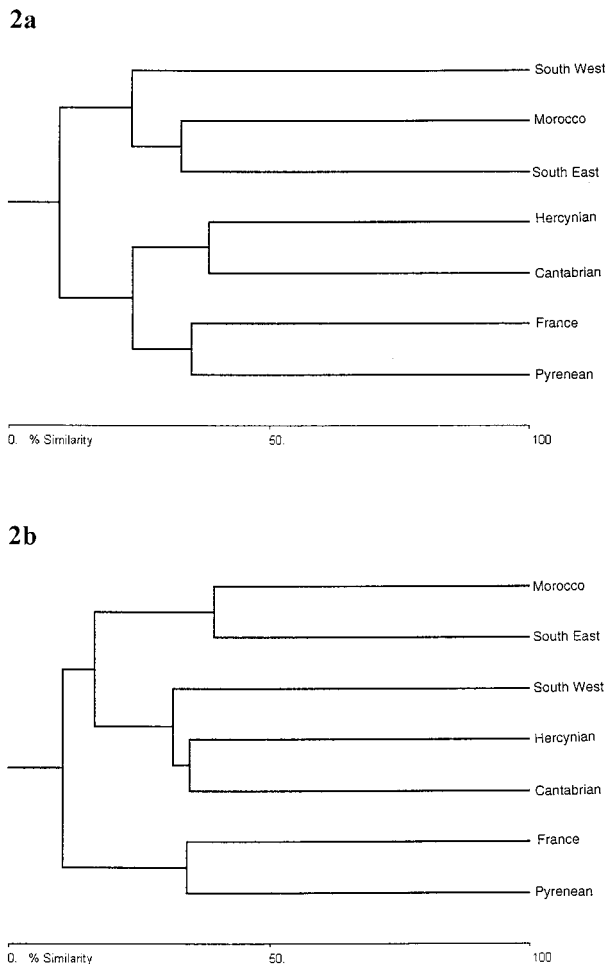 2a
South West
Morocco
South East
Hercynian
Cantabrian
France
Pyrenean
0. % Similarity 50. 100
2b
Morocco
South East
South West
Hercynian
Cantabrian
France
Pyrenean
0. % Similarity 50. 100